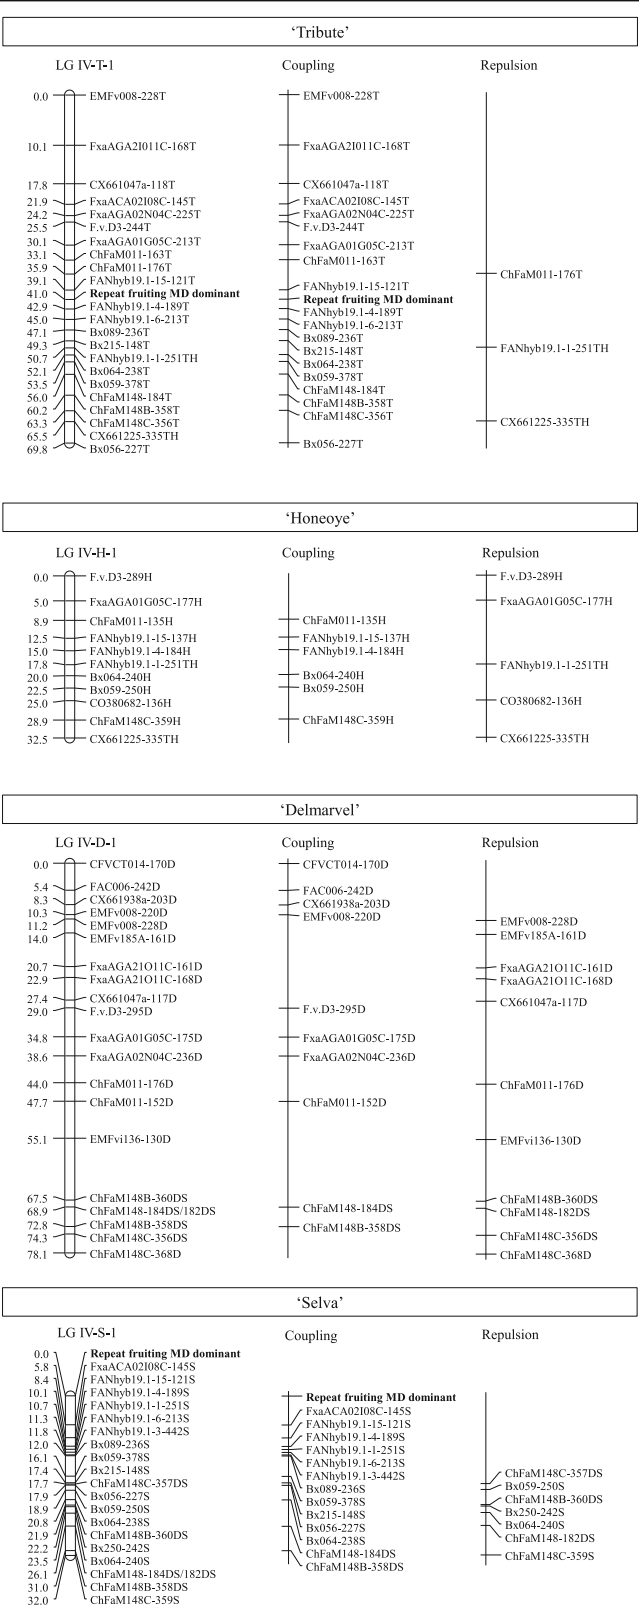 ‘Tribute’
LG IV-T-1
0.0 EMFv008-228T
10.1 FxaAGA2I011C-168T
17.8 CX661047a-118T
21.9 FxaACA02I08C-145T
24.2 FxaAGA02N04C-225T
25.5 F.v.D3-244T
30.1 FxaAGA01G05C-213T
33.1 ChFaM011-163T
35.9 ChFaM011-176T
39.1 FANhyb19.1-15-121T
41.0 Repeat fruiting MD dominant
42.9 FANhyb19.1-4-189T
45.0 FANhyb19.1-6-213T
47.1 Bx089-236T
49.3 Bx215-148T
50.7 FANhyb19.1-1-251TH
52.1 Bx064-238T
53.5 Bx059-378T
56.0 ChFaM148-184T
60.2 ChFaM148B-358T
63.3 ChFaM148C-356T
65.5 CX661225-335TH
69.8 Bx056-227T
Coupling
EMFv008-228T
FxaAGA2I011C-168T
CX661047a-118T
FxaACA02I08C-145T
FxaAGA02N04C-225T
F.v.D3-244T
FxaAGA01G05C-213T
ChFaM011-163T
FANhyb19.1-15-121T
Repeat fruiting MD dominant
FANhyb19.1-4-189T
FANhyb19.1-6-213T
Bx089-236T
Bx215-148T
Bx064-238T
Bx059-378T
ChFaM148-184T
ChFaM148B-358T
ChFaM148C-356T
Bx056-227T
Repulsion
ChFaM011-176T
FANhyb19.1-1-251TH
CX661225-335TH
‘Honeoye’
LG IV-H-1
0.0 F.v.D3-289H
5.0 FxaAGA01G05C-177H
8.9 ChFaM011-135H
12.5 FANhyb19.1-15-137H
15.0 FANhyb19.1-4-184H
17.8 FANhyb19.1-1-251TH
20.0 Bx064-240H
22.5 Bx059-250H
25.0 CO380682-136H
28.9 ChFaM148C-359H
32.5 CX661225-335TH
Coupling
ChFaM011-135H
FANhyb19.1-15-137H
FANhyb19.1-4-184H
Bx064-240H
Bx059-250H
ChFaM148C-359H
Repulsion
F.v.D3-289H
FxaAGA01G05C-177H
FANhyb19.1-1-251TH
CO380682-136H
CX661225-335TH
‘Delmarvel’
LG IV-D-1
0.0 CFVCT014-170D
5.4 FAC006-242D
8.3 CX661938a-203D
10.3 EMFv008-220D
11.2 EMFv008-228D
14.0 EMFv185A-161D
20.7 FxaAGA21O11C-161D
22.9 FxaAGA21O11C-168D
27.4 CX661047a-117D
29.0 F.v.D3-295D
34.8 FxaAGA01G05C-175D
38.6 FxaAGA02N04C-236D
44.0 ChFaM011-176D
47.7 ChFaM011-152D
55.1 EMFvi136-130D
67.5 ChFaM148B-360DS
68.9 ChFaM148-184DS/182DS
72.8 ChFaM148B-358DS
74.3 ChFaM148C-356DS
78.1 ChFaM148C-368D
Coupling
CFVCT014-170D
FAC006-242D
CX661938a-203D
EMFv008-220D
F.v.D3-295D
FxaAGA01G05C-175D
FxaAGA02N04C-236D
ChFaM011-152D
ChFaM148-184DS
ChFaM148B-358DS
Repulsion
EMFv008-228D
EMFv185A-161D
FxaAGA21O11C-161D
FxaAGA21O11C-168D
CX661047a-117D
ChFaM011-176D
EMFvi136-130D
ChFaM148B-360DS
ChFaM148-182DS
ChFaM148C-356DS
ChFaM148C-368D
‘Selva’
LG IV-S-1
0.0 Repeat fruiting MD dominant
5.8 FxaACA02I08C-145S
8.4 FANhyb19.1-15-121S
10.1 FANhyb19.1-4-189S
10.7 FANhyb19.1-1-251S
11.3 FANhyb19.1-6-213S
11.8 FANhyb19.1-3-442S
12.0 Bx089-236S
16.1 Bx059-378S
17.4 Bx215-148S
17.7 ChFaM148C-357DS
17.9 Bx056-227S
18.9 Bx059-250S
20.8 Bx064-238S
21.9 ChFaM148B-360DS
22.2 Bx250-242S
23.5 Bx064-240S
26.1 ChFaM148-184DS/182DS
31.0 ChFaM148B-358DS
32.0 ChFaM148C-359S
Coupling
Repeat fruiting MD dominant
FxaACA02I08C-145S
FANhyb19.1-15-121S
FANhyb19.1-4-189S
FANhyb19.1-1-251S
FANhyb19.1-6-213S
FANhyb19.1-3-442S
Bx089-236S
Bx059-378S
Bx215-148S
Bx056-227S
Bx064-238S
ChFaM148-184DS
ChFaM148B-358DS
Repulsion
ChFaM148C-357DS
Bx059-250S
ChFaM148B-360DS
Bx250-242S
Bx064-240S
ChFaM148-182DS
ChFaM148C-359S